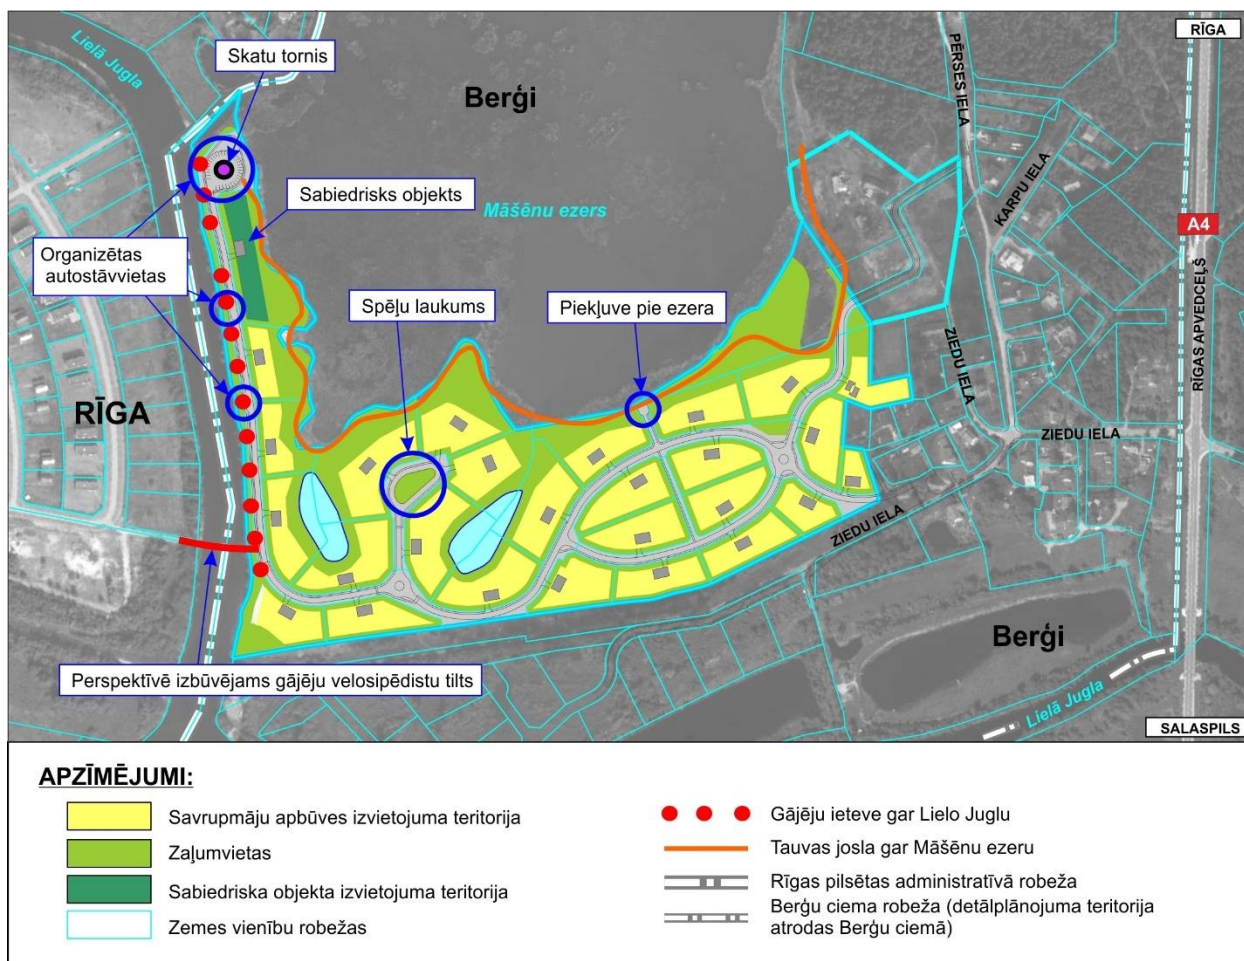 Lielā Jugla
Skatu tornis
Berģi
PĒRSES IELA
RĪGA
Sabiedrisks objekts
KARPU IELA
Māšēnu ezers
A4
Organizētas
autostāvvietas
Spēļu laukums
Piekļuve pie ezera
RĪGAS APVEDCEĻŠ
ZIEDU IELA
RĪGA
ZIEDU IELA
ZIEDU IELA
Berģi
Perspektīvē izbūvējams gājēju velosipēdistu tilts
Lielā Jugla
SALASPILS
APZĪMĒJUMI:
Savrupmāju apbūves izvietojuma teritorija
Zaļumvietas
Sabiedriska objekta izvietojuma teritorija
Zemes vienību robežas
Gājēju ieteve gar Lielo Juglu
Tauvas josla gar Māšēnu ezeru
Rīgas pilsētas administratīvā robeža
Berģu ciema robeža (detālplānojuma teritorija
atrodas Berģu ciemā)